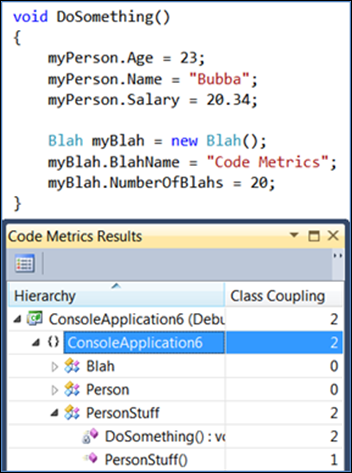 void DoSomething()
{
myPerson.Age = 23;
myPerson.Name = "Bubba";
myPerson.Salary = 20.34;
Blah myBlah = new Blah();
myBlah.BlahName = "Code Metrics";
myBlah.NumberOfBlahs = 20;
}
Code Metrics Results
Hierarchy Class Coupling
ConsoleApplication6 (Debu 2
{ } ConsoleApplication6 2
Blah 0
Person 0
PersonStuff 2
DoSomething() : vo 2
PersonStuff() 1